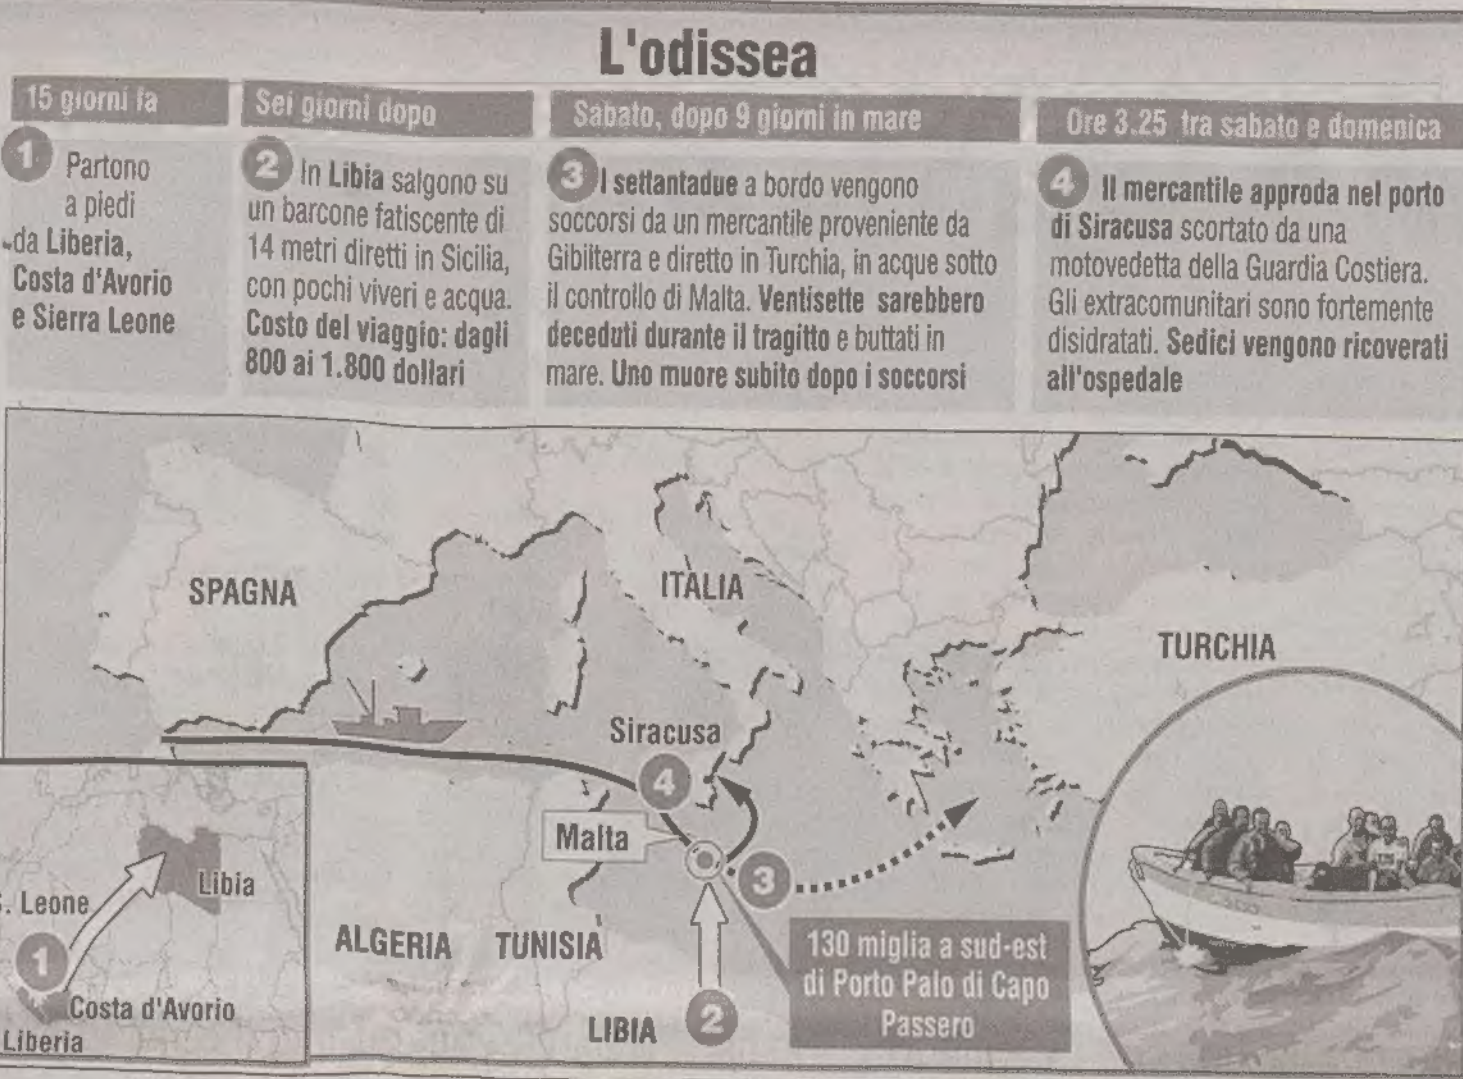 L'odissea
15 giorni fa
1 Partono
a piedi
da Liberia,
Costa d'Avorio
e Sierra Leone
Sei giorni dopo
2 In Libia salgono su
un barcone fatiscente di
14 metri diretti in Sicilia,
con pochi viveri e acqua.
Costo del viaggio: dagli
800 ai 1.800 dollari
Sabato, dopo 9 giorni in mare
3 I settantadue a bordo vengono
soccorsi da un mercantile proveniente da
Gibilterra e diretto in Turchia, in acque sotto
il controllo di Malta. Ventisette sarebbero
deceduti durante il tragitto e buttati in
mare. Uno muore subito dopo i soccorsi
Ore 3.25 tra sabato e domenica
4 Il mercantile approda nel porto
di Siracusa scortato da una
motovedetta della Guardia Costiera.
Gli extracomunitari sono fortemente
disidratati. Sedici vengono ricoverati
all'ospedale
SPAGNA
ITALIA
TURCHIA
Siracusa
4
Malta
3
Libia
S. Leone
1
Costa d'Avorio
Liberia
ALGERIA
TUNISIA
LIBIA
2
130 miglia a sud-est
di Porto Palo di Capo
Passero